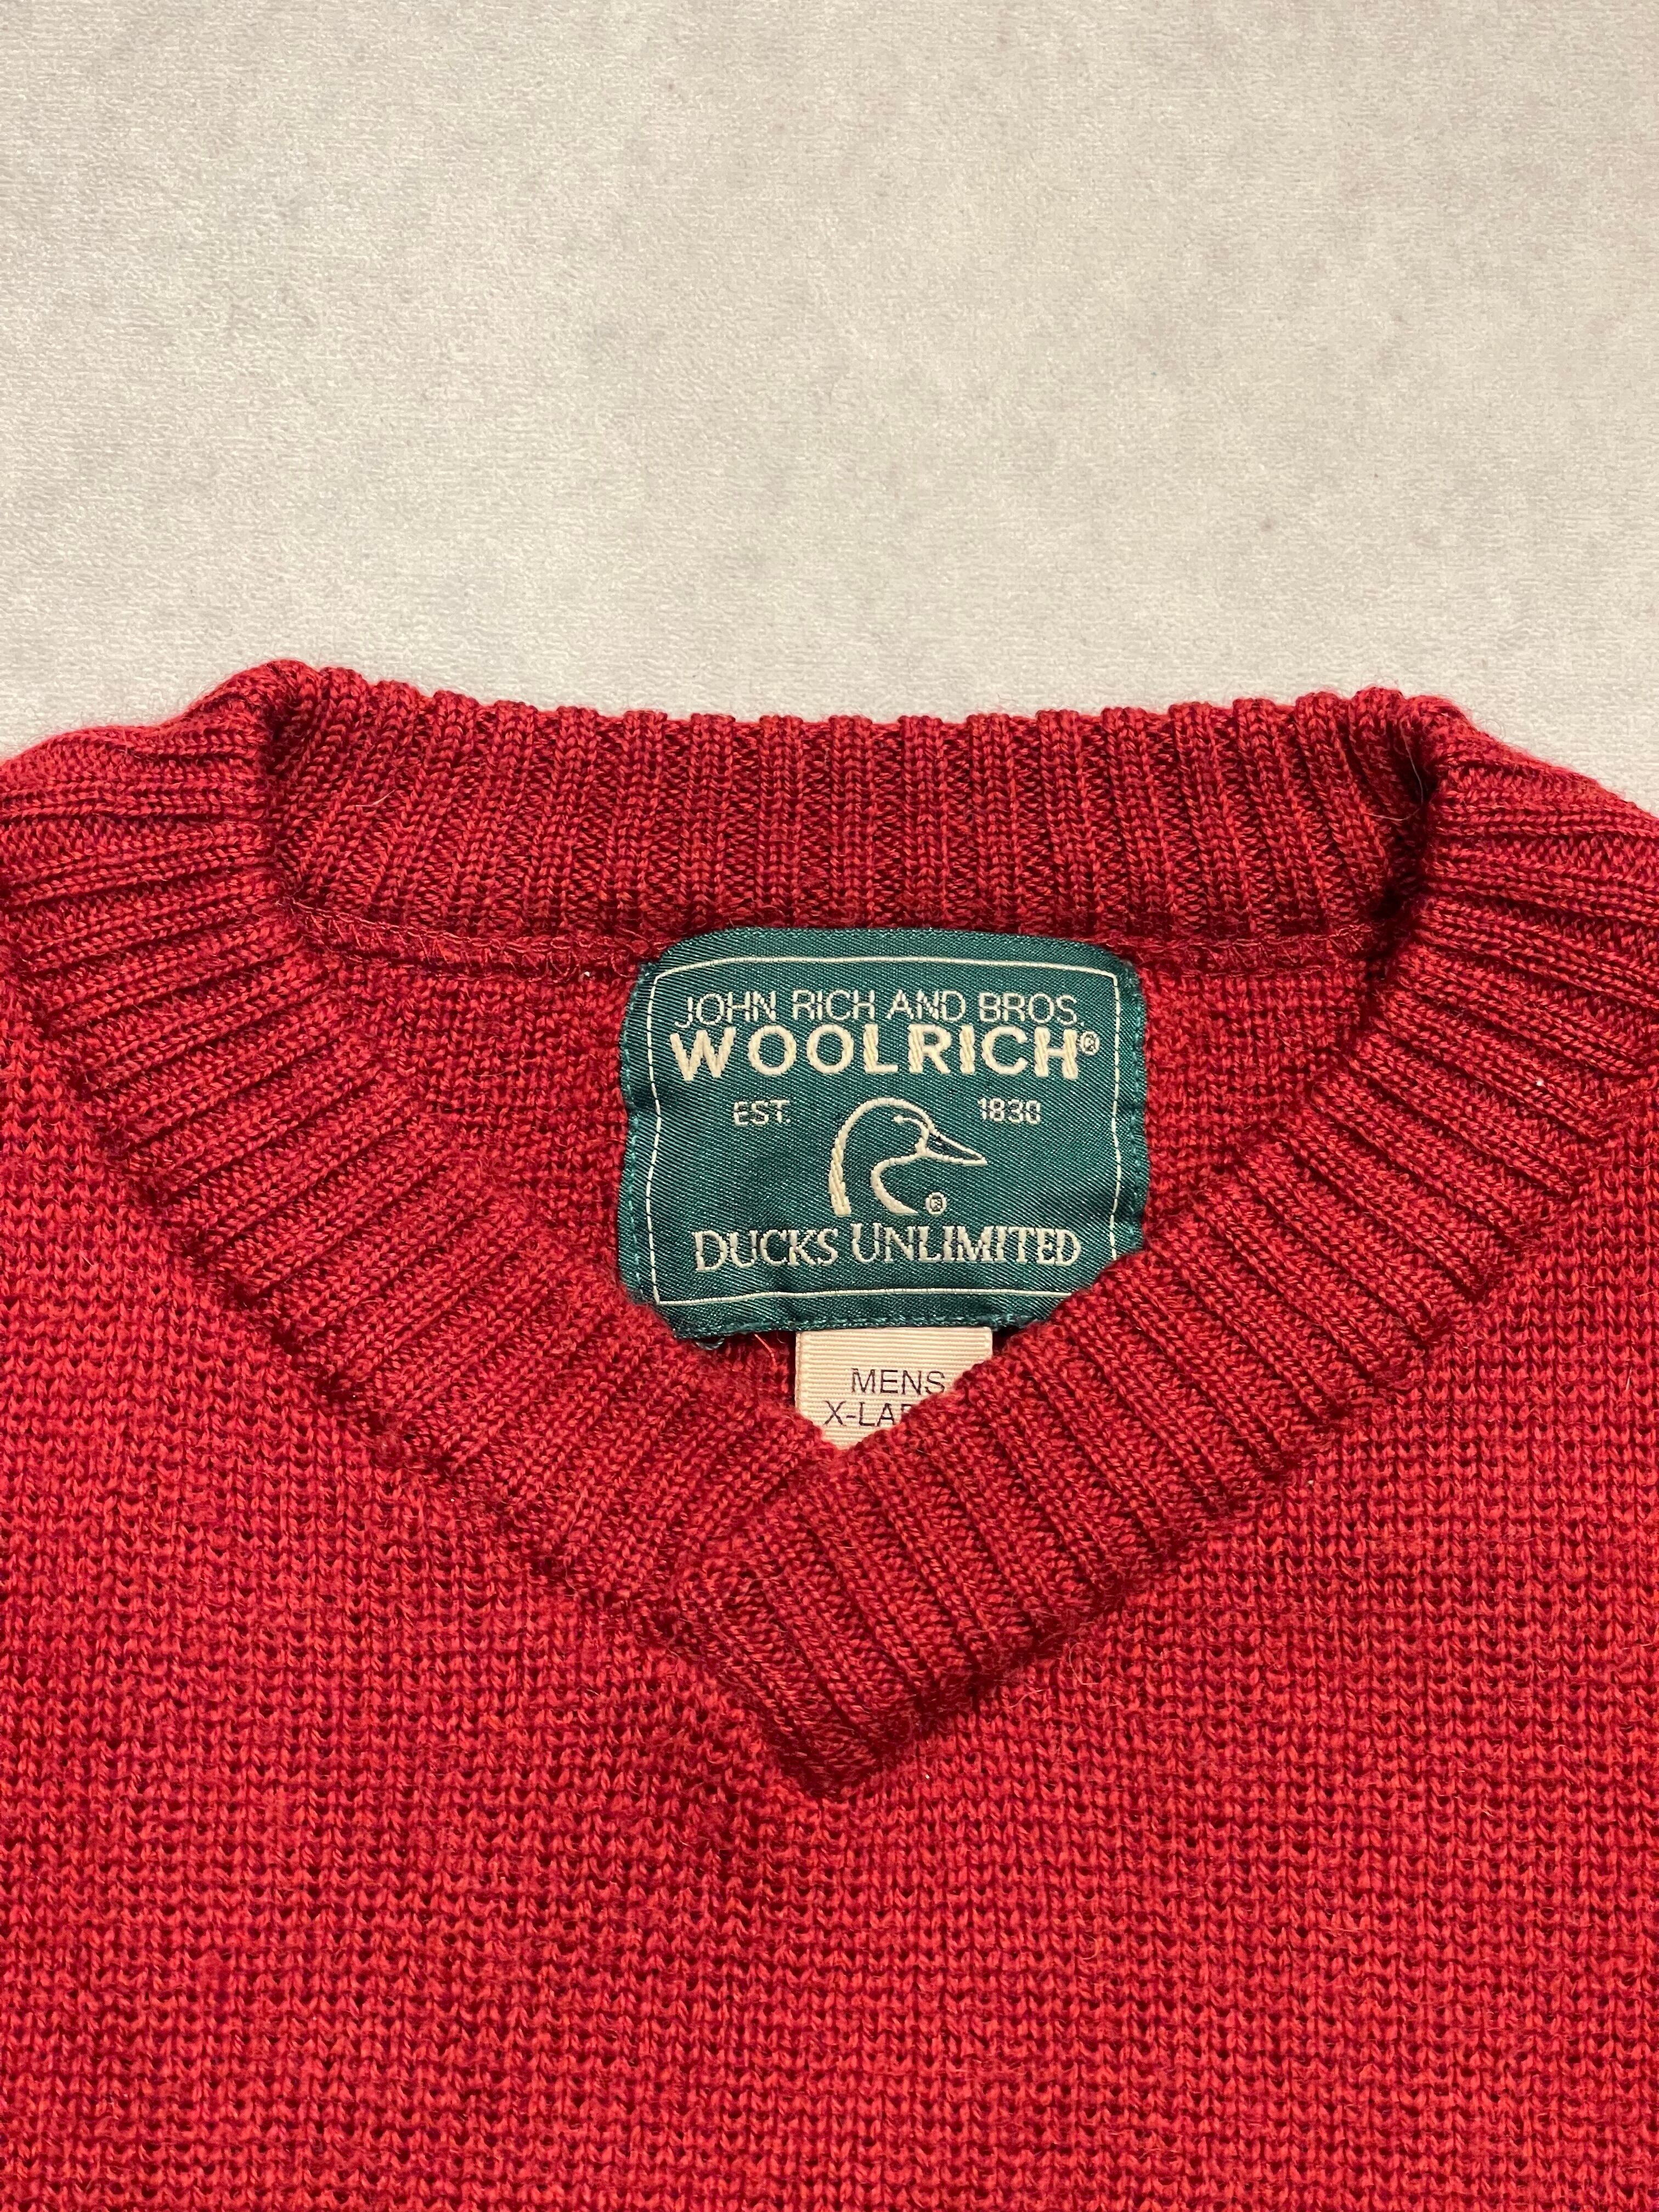 JOHN RICH AND BROS.
WOOLRICH®
EST. 1830
®
DUCKS UNLIMITED
MENS